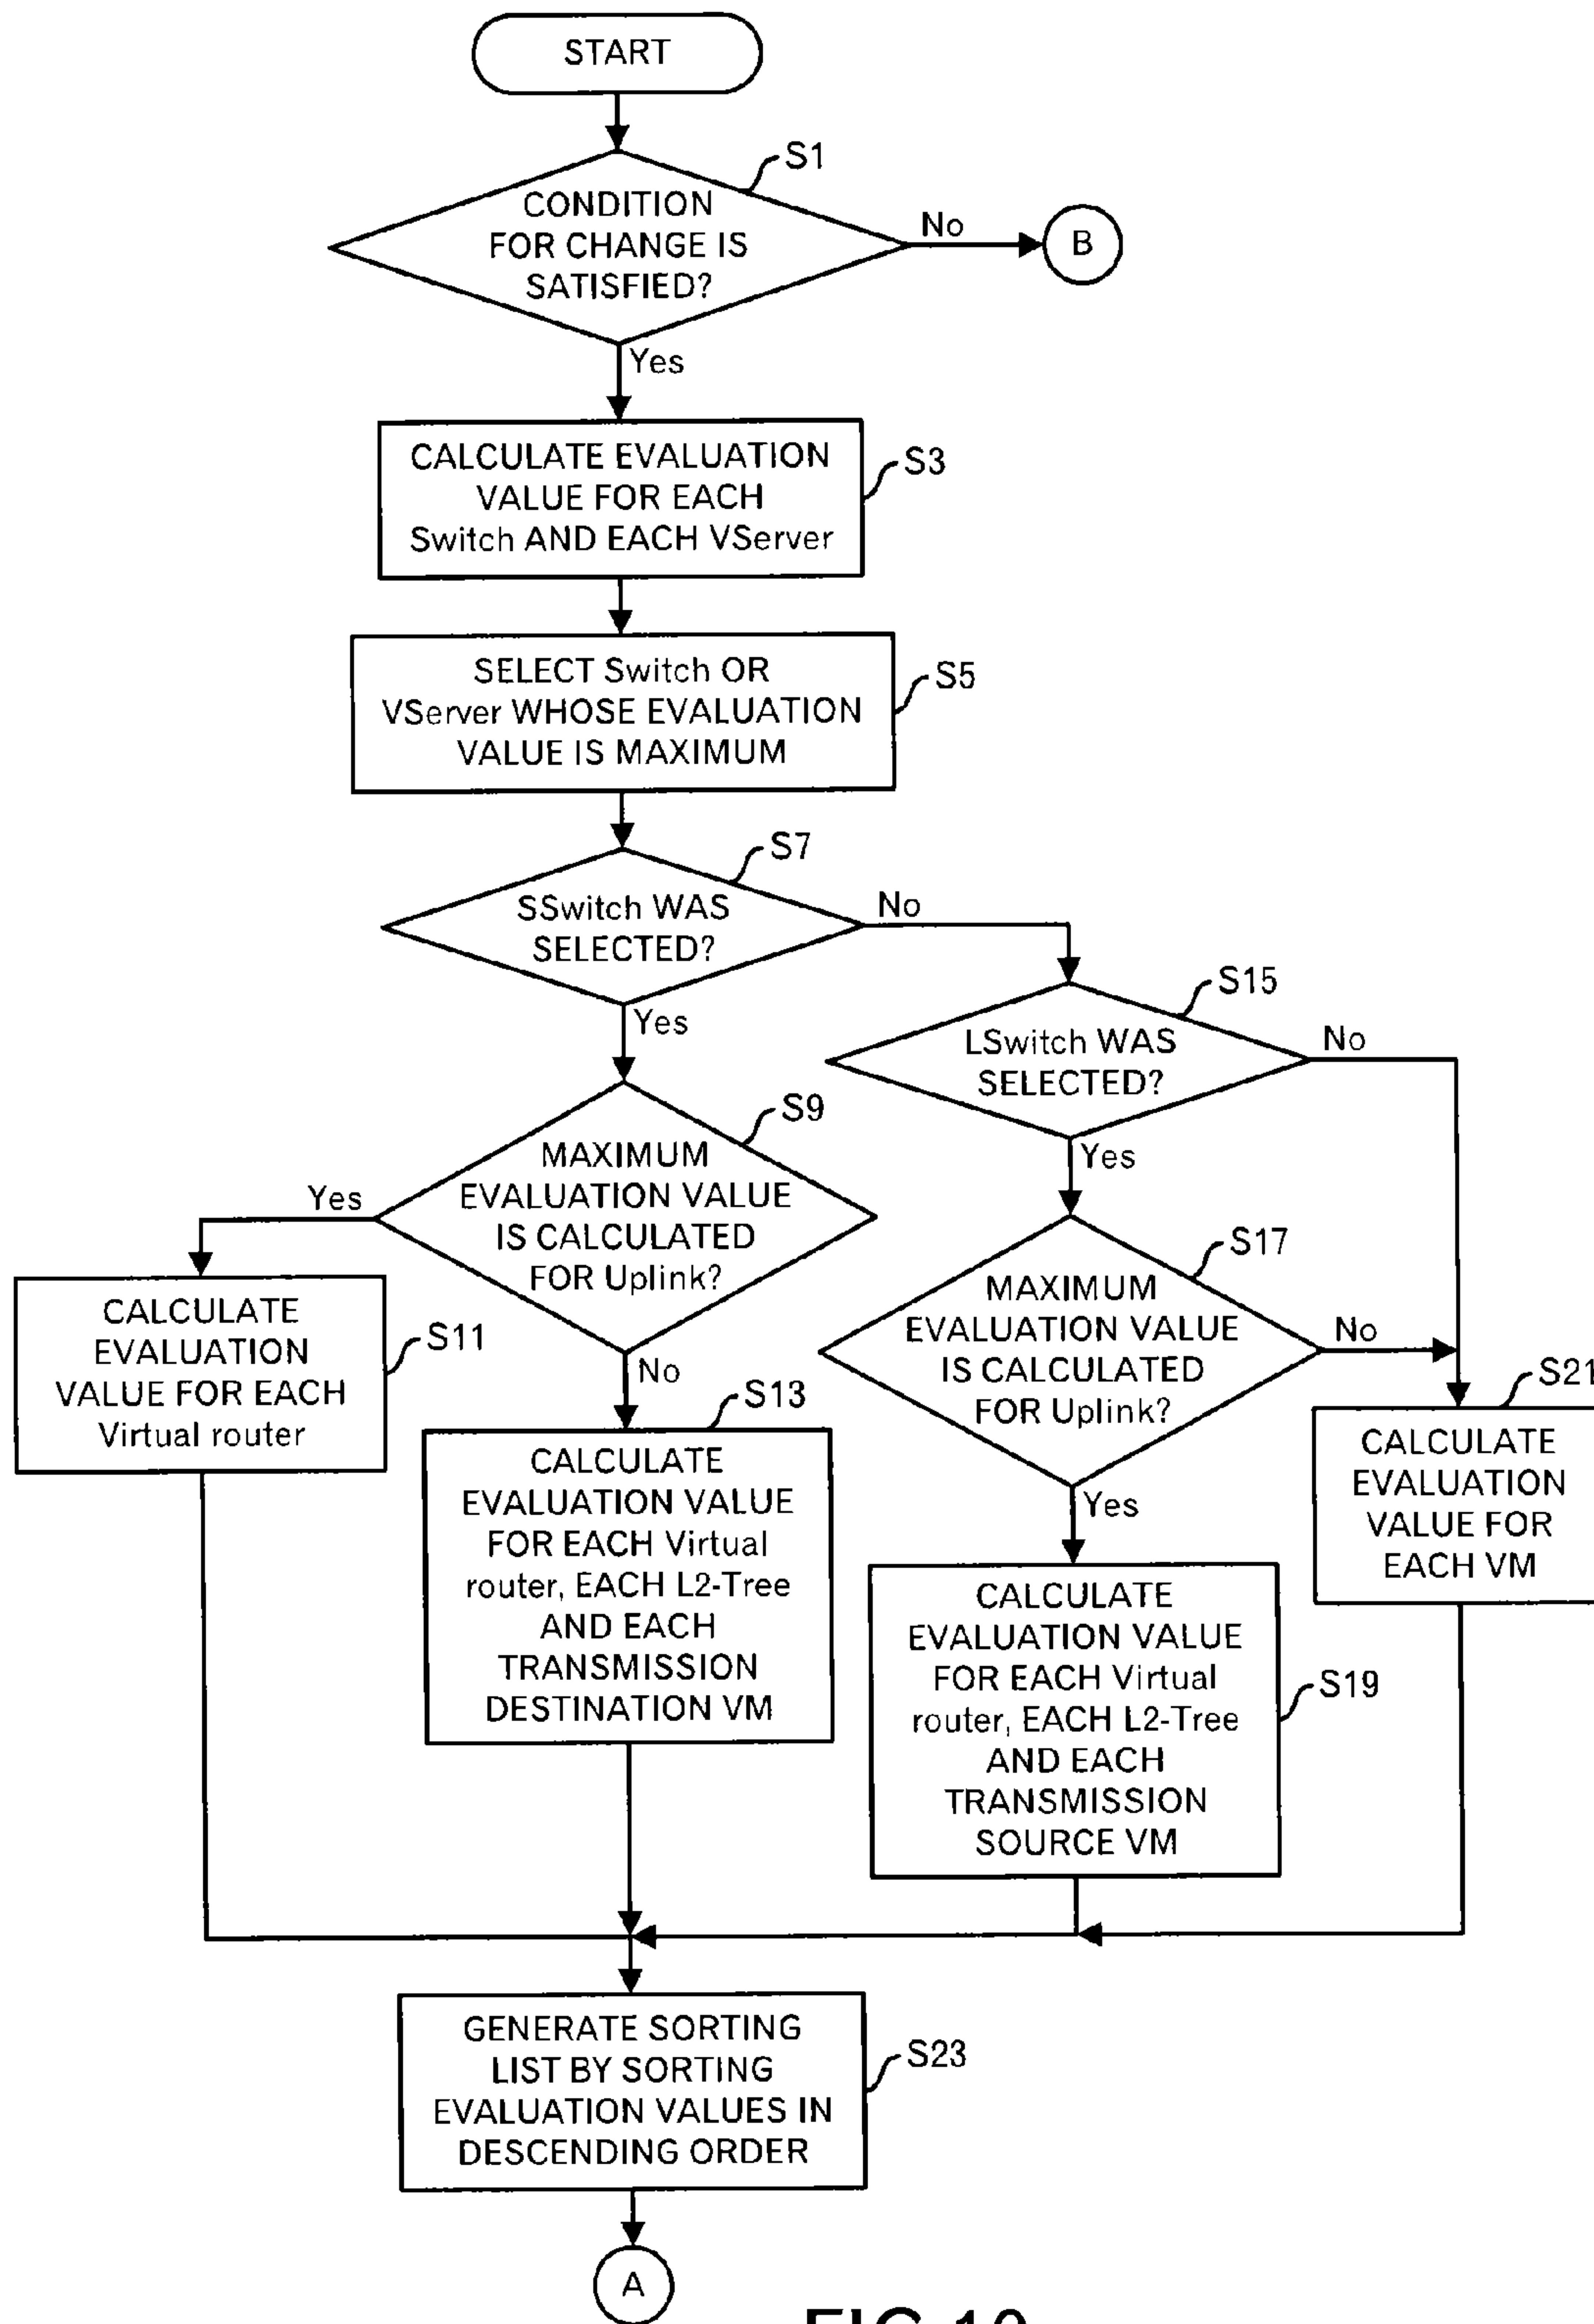 START
S1
CONDITION
FOR CHANGE IS
SATISFIED?
No
B
Yes
CALCULATE EVALUATION
VALUE FOR EACH
Switch AND EACH VServer
S3
SELECT Switch OR
VServer WHOSE EVALUATION
VALUE IS MAXIMUM
S5
S7
SSwitch WAS
SELECTED?
No
Yes
S15
LSwitch WAS
SELECTED?
No
Yes
S9
MAXIMUM
EVALUATION VALUE
IS CALCULATED
FOR Uplink?
Yes
No
S17
MAXIMUM
EVALUATION VALUE
IS CALCULATED
FOR Uplink?
No
Yes
CALCULATE
EVALUATION
VALUE FOR EACH
Virtual router
S11
S13
CALCULATE
EVALUATION VALUE
FOR EACH Virtual
router, EACH L2-Tree
AND EACH
TRANSMISSION
DESTINATION VM
S21
CALCULATE
EVALUATION
VALUE FOR
EACH VM
CALCULATE
EVALUATION VALUE
FOR EACH Virtual
router, EACH L2-Tree
AND EACH
TRANSMISSION
SOURCE VM
S19
GENERATE SORTING
LIST BY SORTING
EVALUATION VALUES IN
DESCENDING ORDER
S23
A